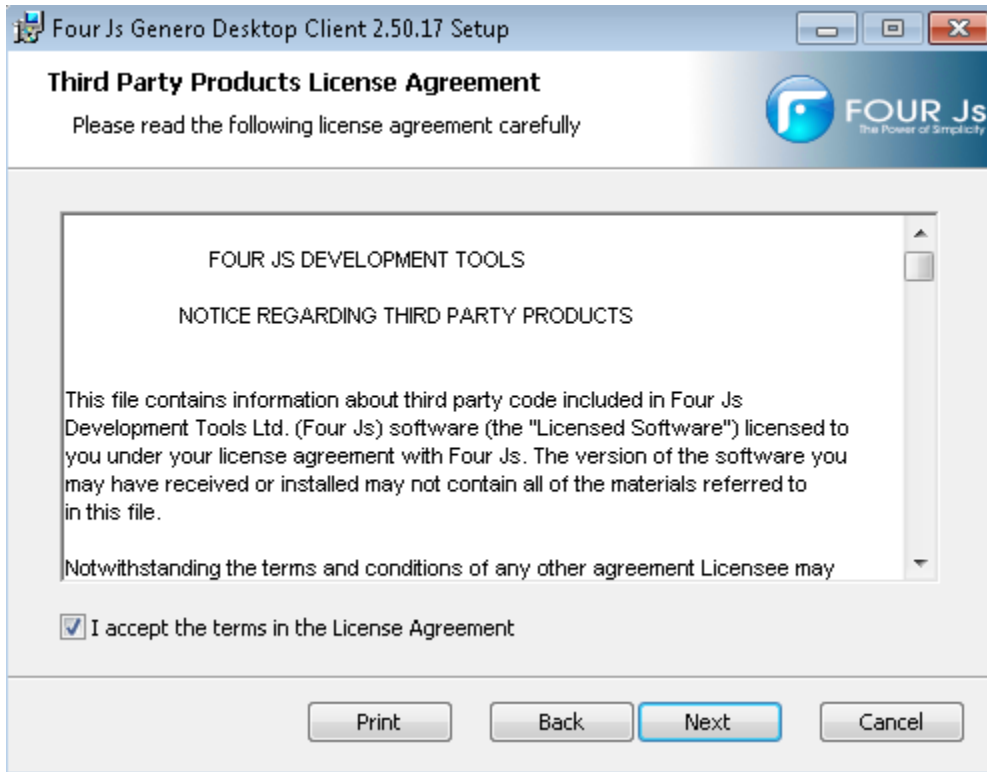 Four Js Genero Desktop Client 2.50.17 Setup
Third Party Products License Agreement
Please read the following license agreement carefully
FOUR Js
The Power of Simplicity
FOUR JS DEVELOPMENT TOOLS
NOTICE REGARDING THIRD PARTY PRODUCTS
This file contains information about third party code included in Four Js
Development Tools Ltd. (Four Js) software (the "Licensed Software") licensed to
you under your license agreement with Four Js. The version of the software you
may have received or installed may not contain all of the materials referred to
in this file.
Notwithstanding the terms and conditions of any other agreement Licensee may
I accept the terms in the License Agreement
Print Back Next Cancel